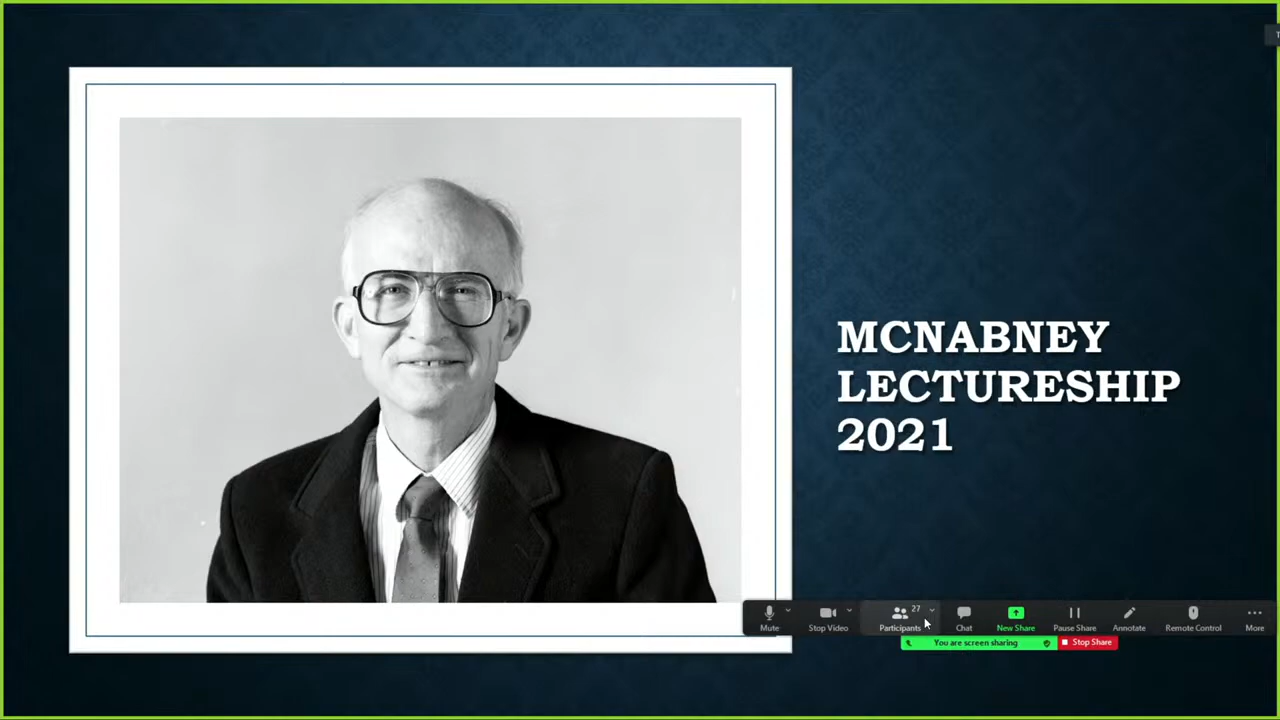 MCNABNEY
LECTURESHIP
2021
27
Mute
Stop Video
Participants
Chat
New Share
Pause Share
Annotate
Remote Control
More
You are screen sharing
Stop Share